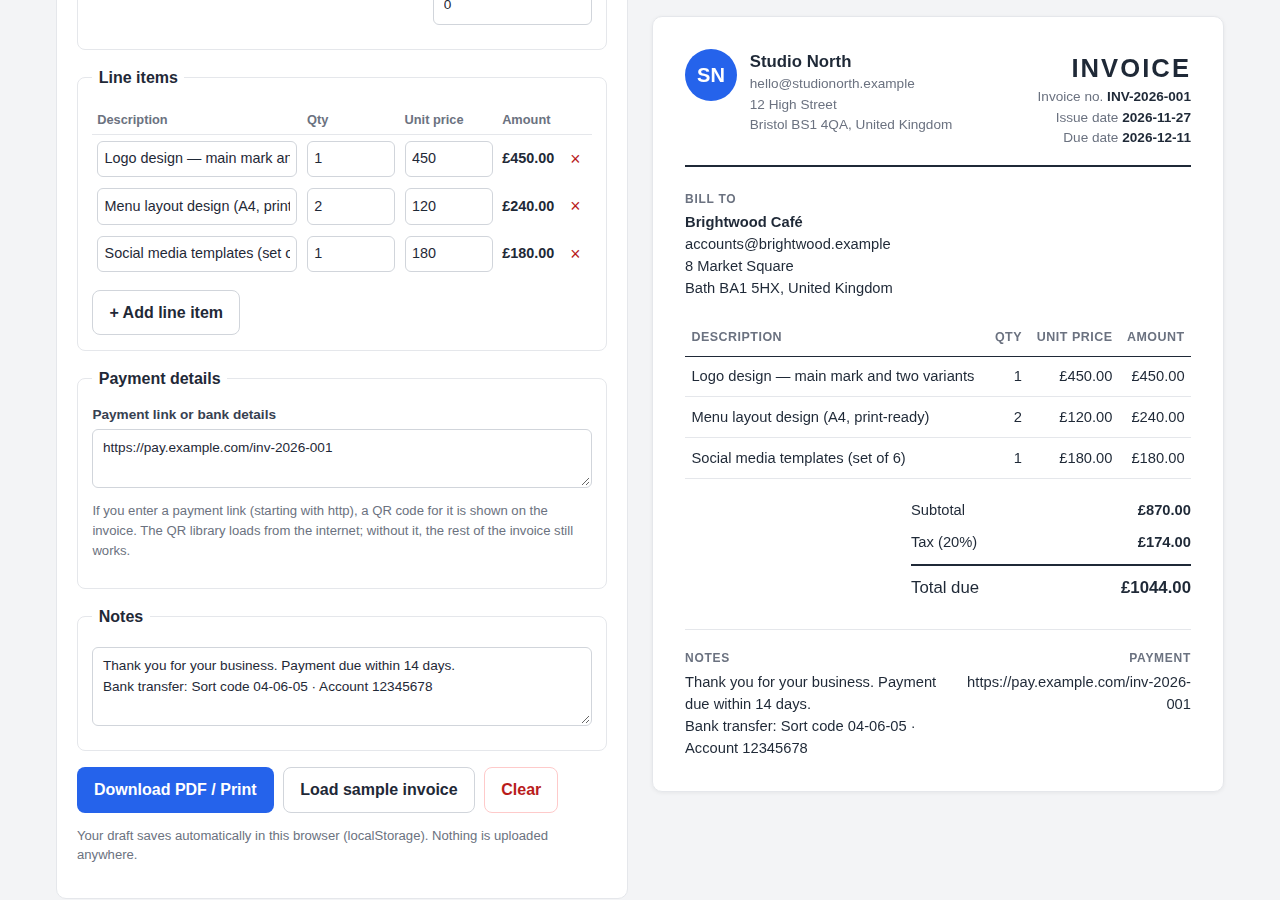 0
Line items
Description Qty Unit price Amount
Logo design — main mark an 1 450 £450.00 ×
Menu layout design (A4, print 2 120 £240.00 ×
Social media templates (set o 1 180 £180.00 ×
+ Add line item
Payment details
Payment link or bank details
https://pay.example.com/inv-2026-001
If you enter a payment link (starting with http), a QR code for it is shown on the
invoice. The QR library loads from the internet; without it, the rest of the invoice still
works.
Notes
Thank you for your business. Payment due within 14 days.
Bank transfer: Sort code 04-06-05 · Account 12345678
Download PDF / Print Load sample invoice Clear
Your draft saves automatically in this browser (localStorage). Nothing is uploaded
anywhere.
SN
Studio North
hello@studionorth.example
12 High Street
Bristol BS1 4QA, United Kingdom
INVOICE
Invoice no. INV-2026-001
Issue date 2026-11-27
Due date 2026-12-11
BILL TO
Brightwood Café
accounts@brightwood.example
8 Market Square
Bath BA1 5HX, United Kingdom
DESCRIPTION QTY UNIT PRICE AMOUNT
Logo design — main mark and two variants 1 £450.00 £450.00
Menu layout design (A4, print-ready) 2 £120.00 £240.00
Social media templates (set of 6) 1 £180.00 £180.00
Subtotal £870.00
Tax (20%) £174.00
Total due £1044.00
NOTES
Thank you for your business. Payment
due within 14 days.
Bank transfer: Sort code 04-06-05 ·
Account 12345678
PAYMENT
https://pay.example.com/inv-2026-
001